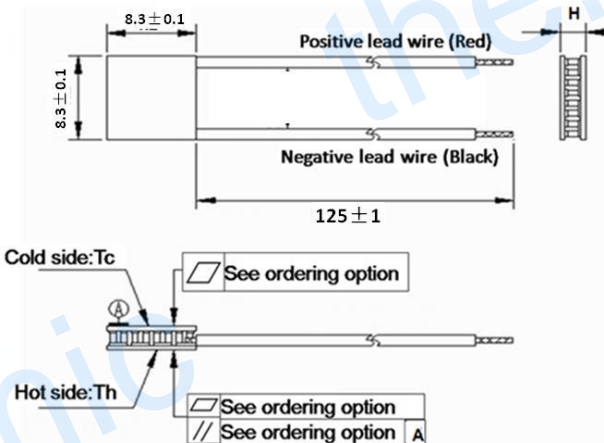 8.3±0.1
H
Positive lead wire (Red)
8.3±0.1
Negative lead wire (Black)
125±1
Cold side:Tc
See ordering option
A
Hot side:Th
See ordering option
// See ordering option A